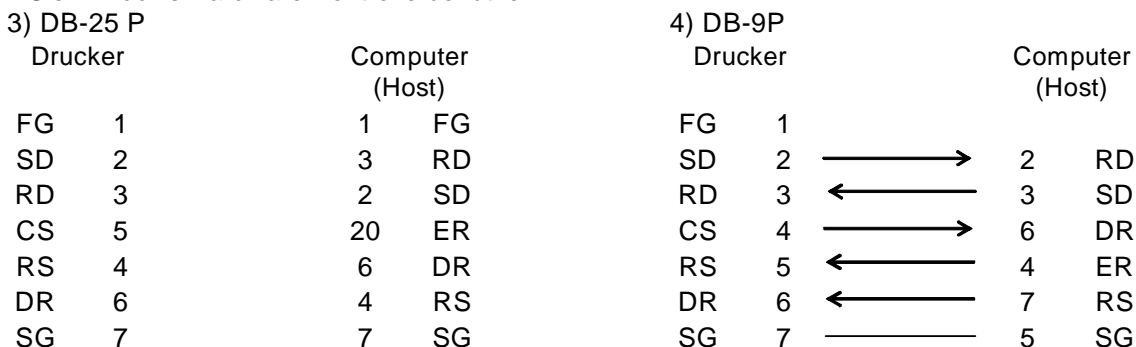 3) DB-25 P 4) DB-9P
Drucker Computer Drucker Computer
(Host) (Host)
FG 1 1 FG FG 1
SD 2 3 RD SD 2 2 RD
RD 3 2 SD RD 3 3 SD
CS 5 20 ER CS 4 6 DR
RS 4 6 DR RS 5 4 ER
DR 6 4 RS DR 6 7 RS
SG 7 7 SG SG 7 5 SG